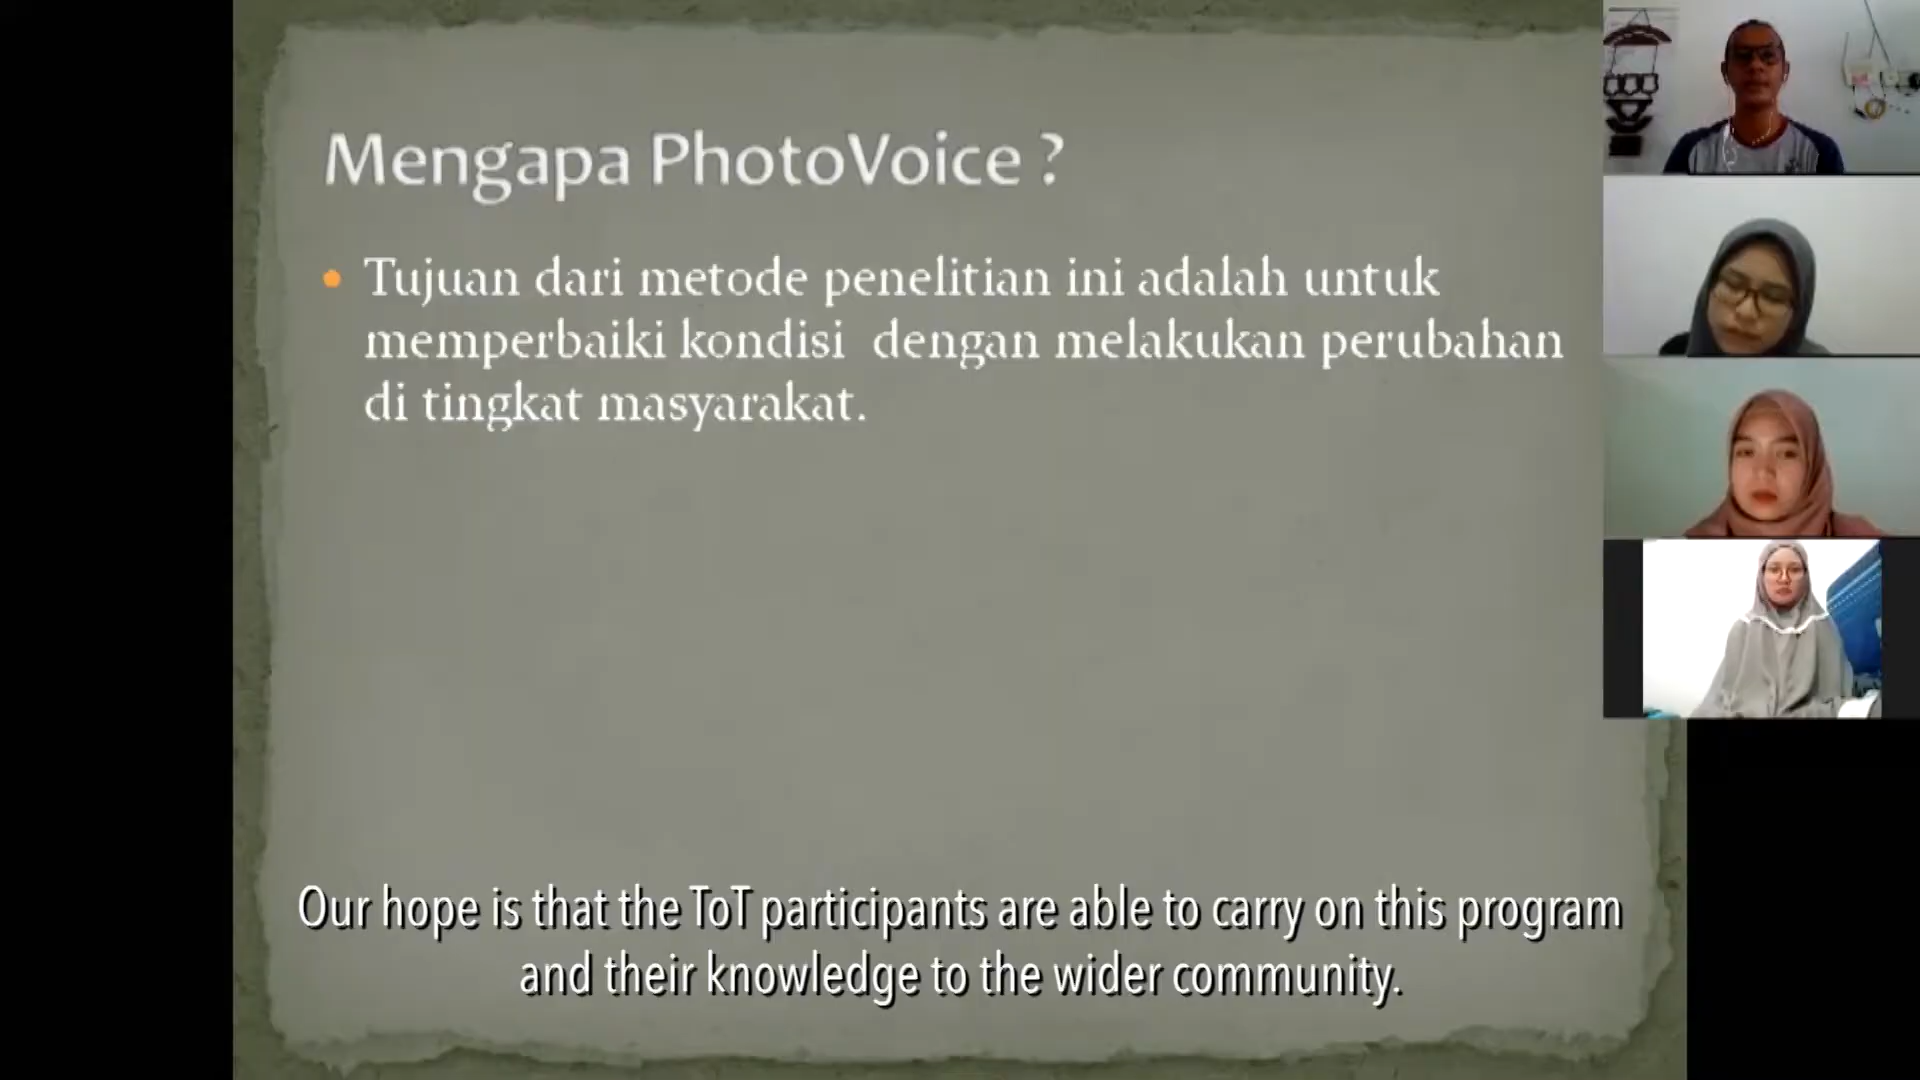 Mengapa PhotoVoice ?
Tujuan dari metode penelitian ini adalah untuk
memperbaiki kondisi dengan melakukan perubahan
di tingkat masyarakat.
Our hope is that the ToT participants are able to carry on this program
and their knowledge to the wider community.